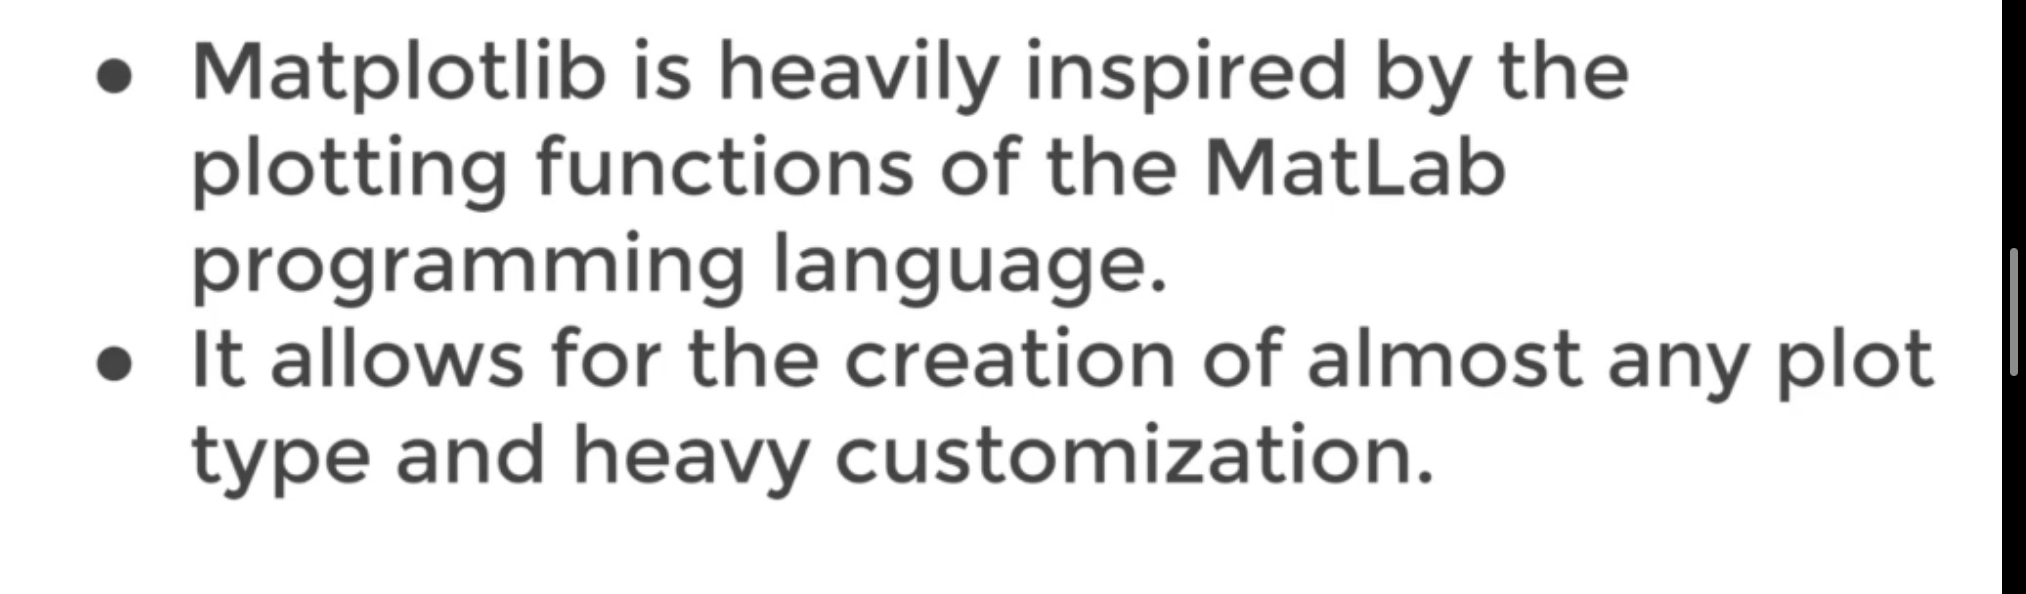 ● Matplotlib is heavily inspired by the
plotting functions of the MatLab
programming language.
● It allows for the creation of almost any plot
type and heavy customization.